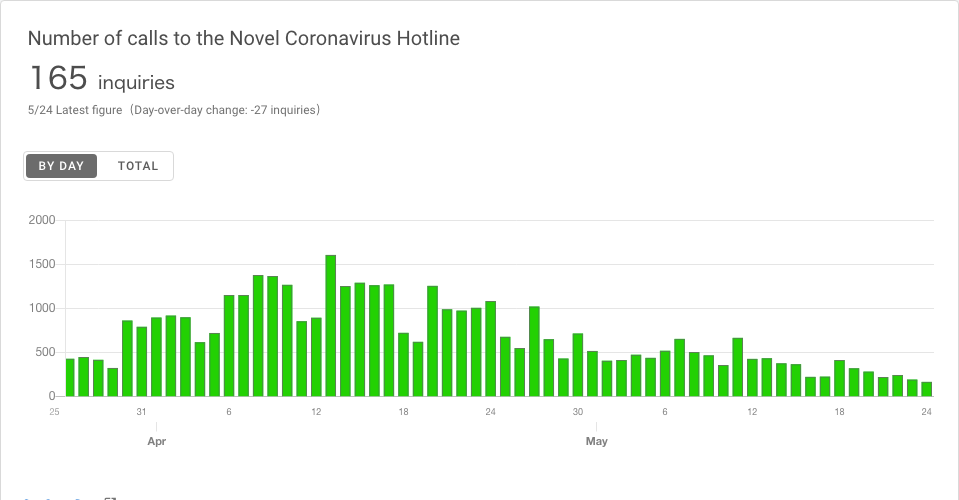 Number of calls to the Novel Coronavirus Hotline
165 inquiries
5/24 Latest figure（Day-over-day change: -27 inquiries）
BY DAY TOTAL
2000
1500
1000
500
0
25 31 6 12 18 24 30 6 12 18 24
Apr May